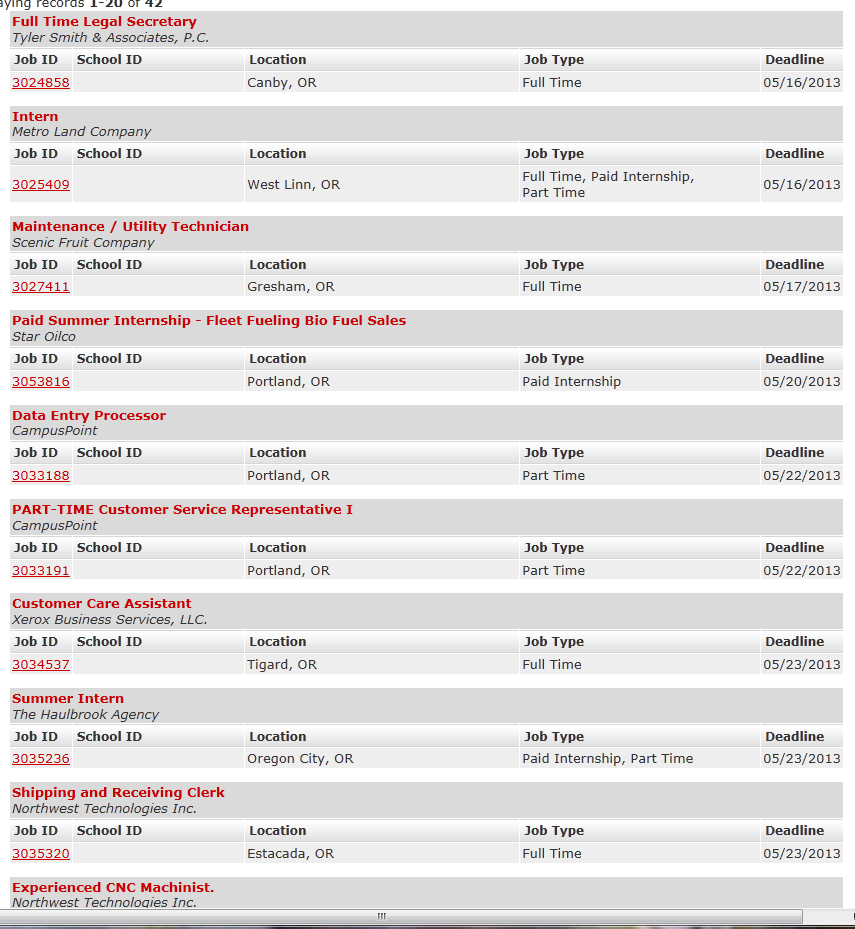 aying records 1-20 of 42
Full Time Legal Secretary
Tyler Smith & Associates, P.C.
Job ID School ID Location Job Type Deadline
3024858 Canby, OR Full Time 05/16/2013
Intern
Metro Land Company
Job ID School ID Location Job Type Deadline
3025409 West Linn, OR Full Time, Paid Internship, Part Time 05/16/2013
Maintenance / Utility Technician
Scenic Fruit Company
Job ID School ID Location Job Type Deadline
3027411 Gresham, OR Full Time 05/17/2013
Paid Summer Internship - Fleet Fueling Bio Fuel Sales
Star Oilco
Job ID School ID Location Job Type Deadline
3053816 Portland, OR Paid Internship 05/20/2013
Data Entry Processor
CampusPoint
Job ID School ID Location Job Type Deadline
3033188 Portland, OR Part Time 05/22/2013
PART-TIME Customer Service Representative I
CampusPoint
Job ID School ID Location Job Type Deadline
3033191 Portland, OR Part Time 05/22/2013
Customer Care Assistant
Xerox Business Services, LLC.
Job ID School ID Location Job Type Deadline
3034537 Tigard, OR Full Time 05/23/2013
Summer Intern
The Haulbrook Agency
Job ID School ID Location Job Type Deadline
3035236 Oregon City, OR Paid Internship, Part Time 05/23/2013
Shipping and Receiving Clerk
Northwest Technologies Inc.
Job ID School ID Location Job Type Deadline
3035320 Estacada, OR Full Time 05/23/2013
Experienced CNC Machinist.
Northwest Technologies Inc.